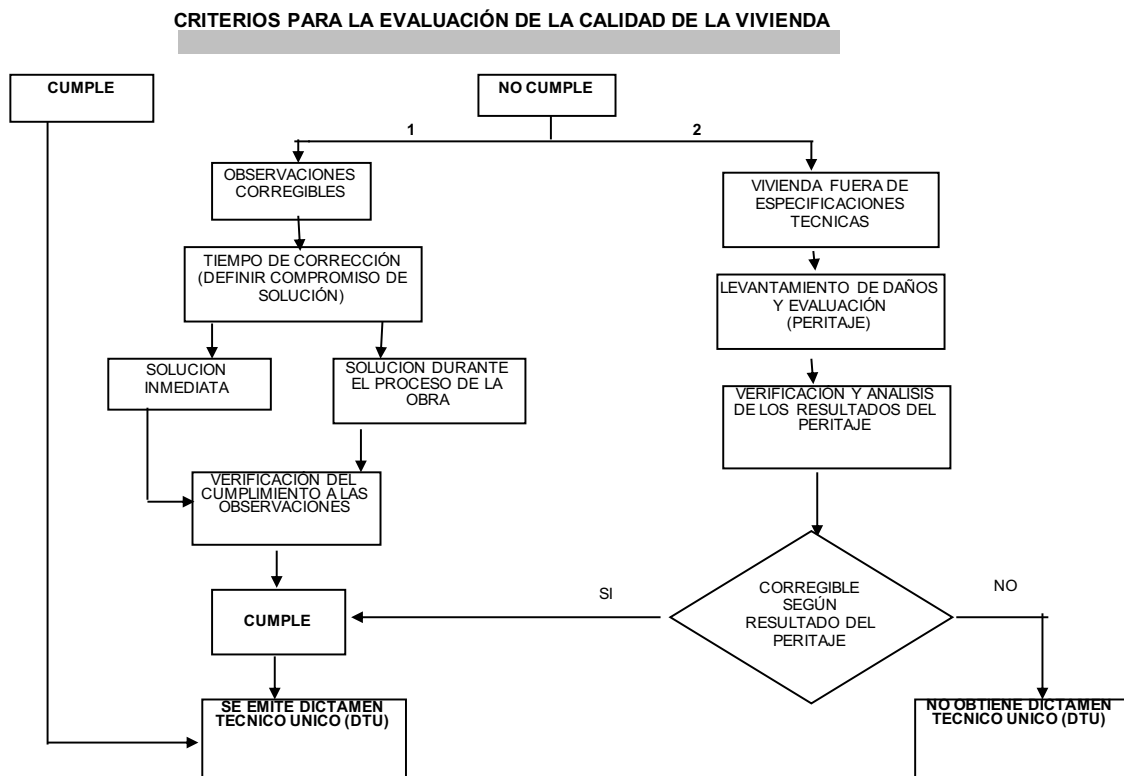 CRITERIOS PARA LA EVALUACIÓN DE LA CALIDAD DE LA VIVIENDA
CUMPLE
NO CUMPLE
1
2
OBSERVACIONES
CORREGIBLES
VIVIENDA FUERA DE
ESPECIFICACIONES
TECNICAS
TIEMPO DE CORRECCIÓN
(DEFINIR COMPROMISO DE
SOLUCIÓN)
LEVANTAMIENTO DE DAÑOS
Y EVALUACIÓN
(PERITAJE)
SOLUCION
INMEDIATA
SOLUCION DURANTE
EL PROCESO DE LA
OBRA
VERIFICACION Y ANALISIS
DE LOS RESULTADOS DEL
PERITAJE
VERIFICACIÓN DEL
CUMPLIMIENTO A LAS
OBSERVACIONES
CUMPLE
SI
CORREGIBLE
SEGÚN
RESULTADO DEL
PERITAJE
NO
SE EMITE DICTAMEN
TECNICO UNICO (DTU)
NO OBTIENE DICTAMEN
TECNICO UNICO (DTU)